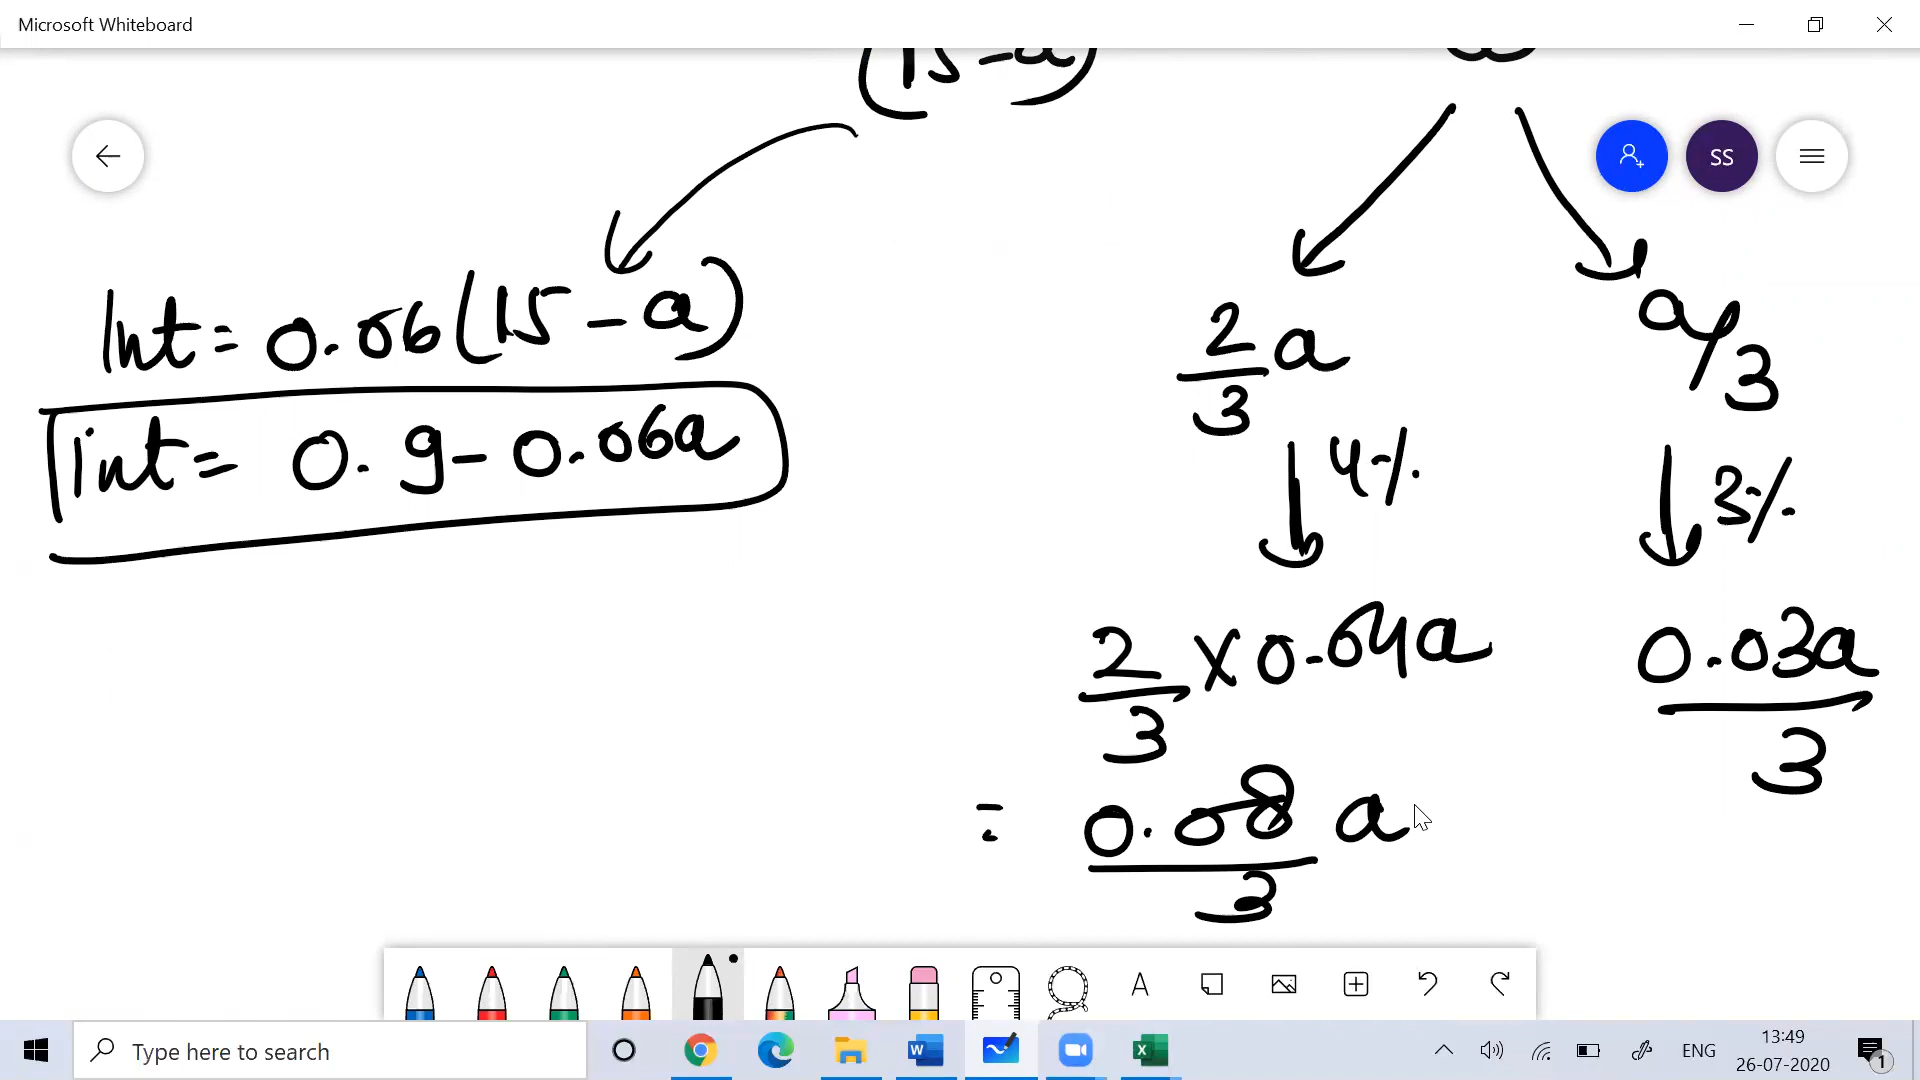 Microsoft Whiteboard
(15-a)
SS
Int = 0.06(15-a)
int = 0.9-0.06a
2/3 a
a/3
4%
3%
2/3 × 0.04a
0.03a/3
= 0.08/3 a
A
Type here to search
ENG
13:49
26-07-2020
1